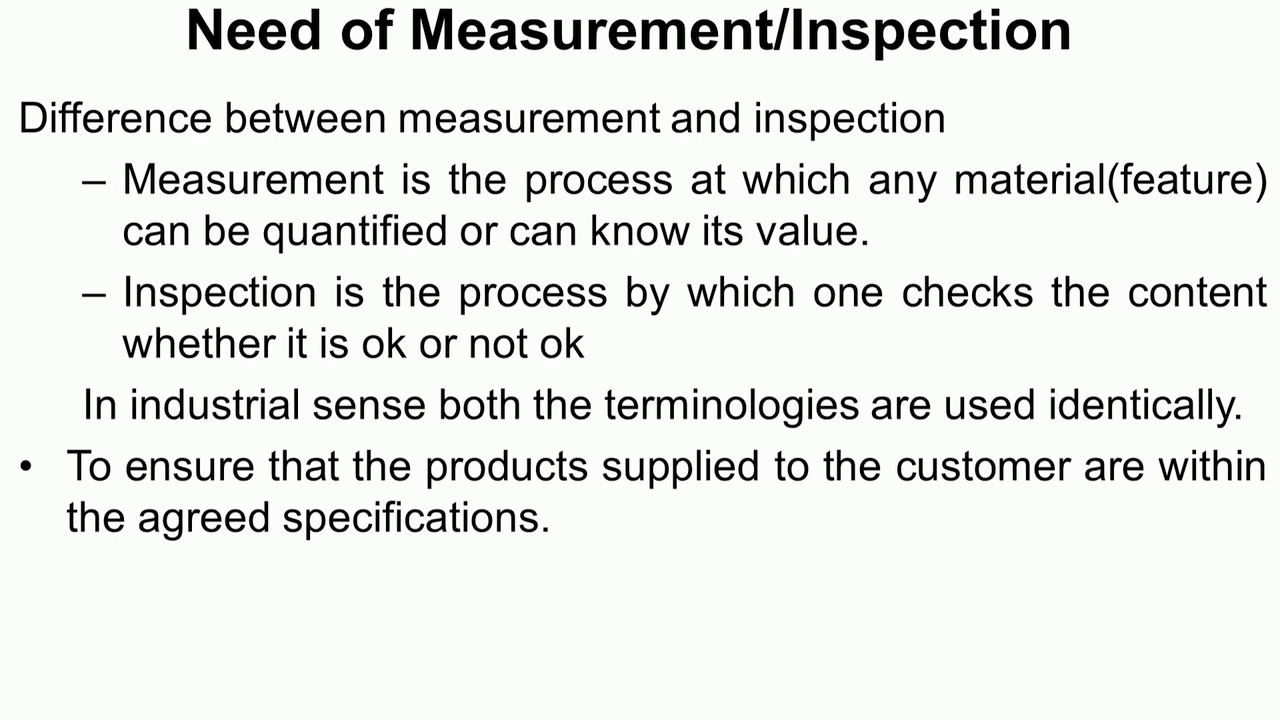 Need of Measurement/Inspection
Difference between measurement and inspection
– Measurement is the process at which any material(feature)
can be quantified or can know its value.
– Inspection is the process by which one checks the content
whether it is ok or not ok
In industrial sense both the terminologies are used identically.
• To ensure that the products supplied to the customer are within
the agreed specifications.